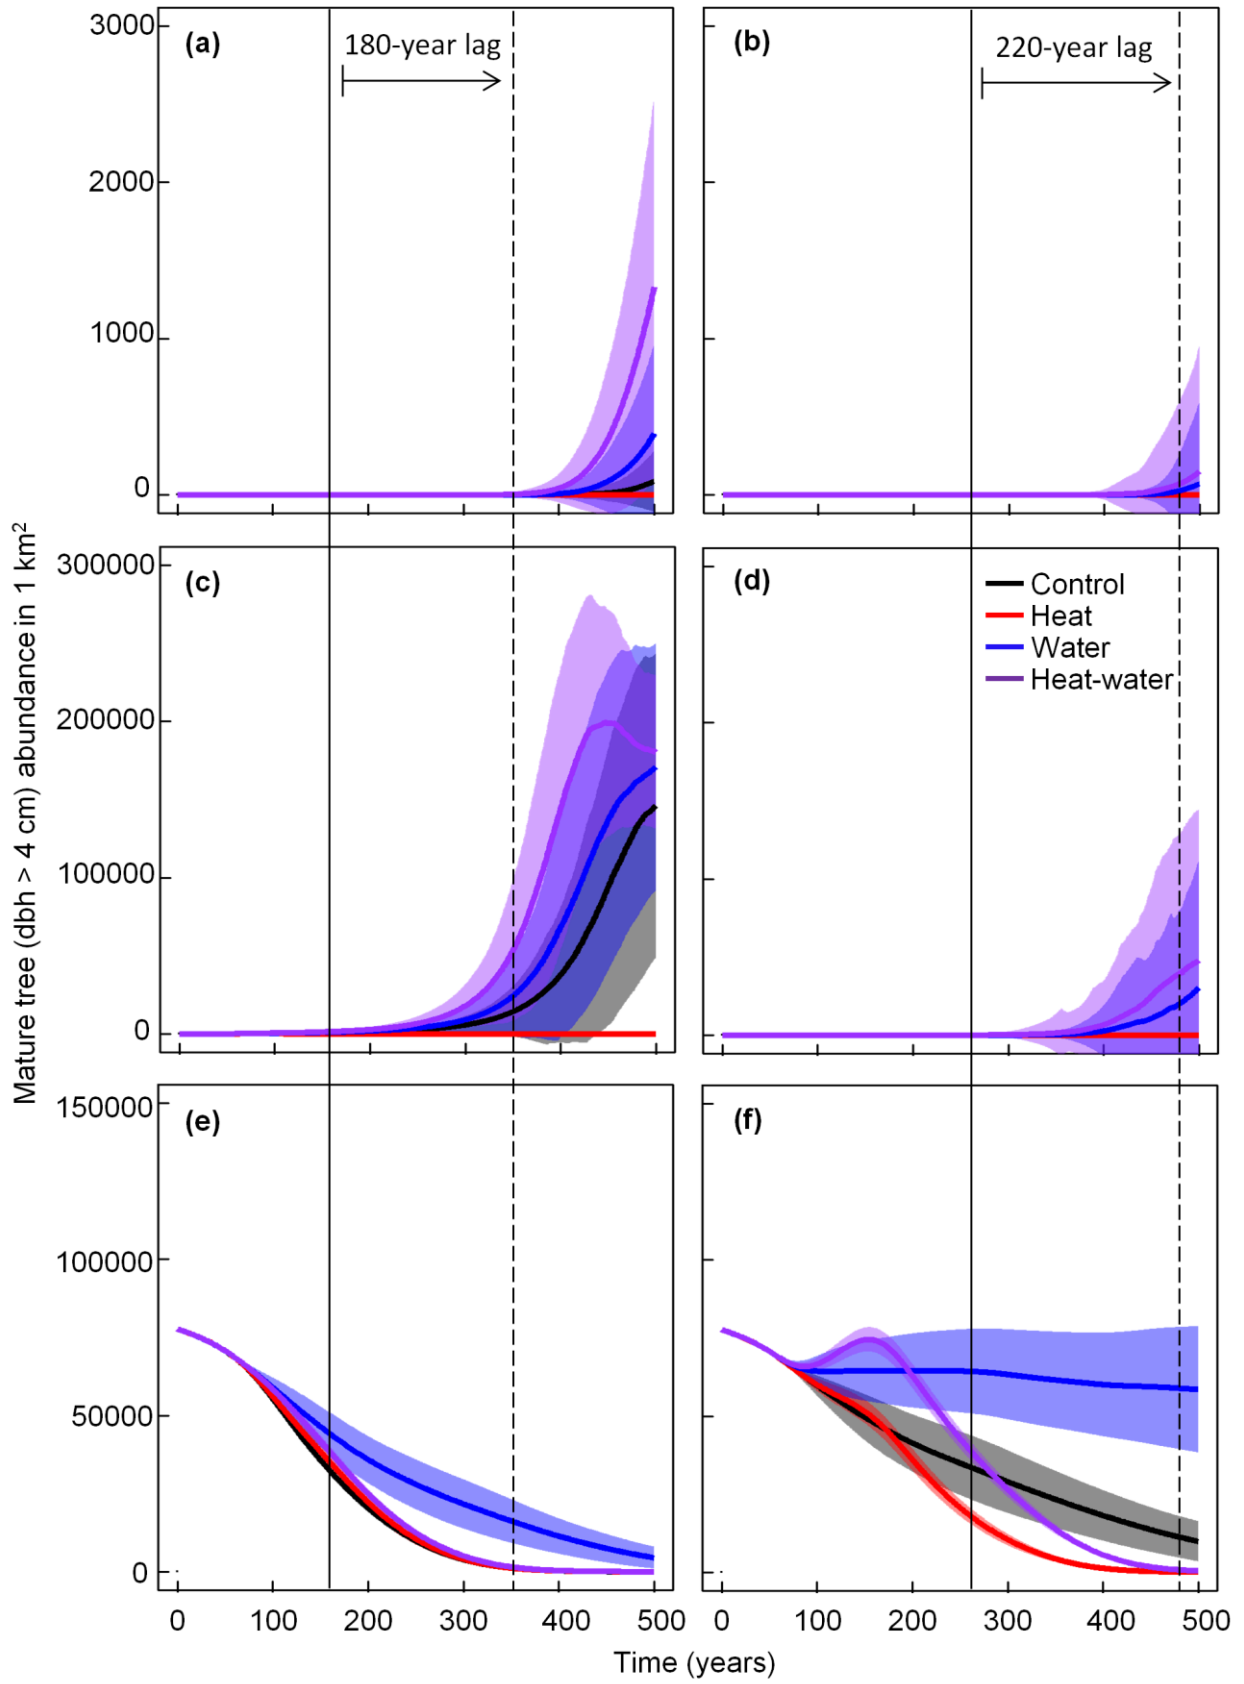 3000
(a)
180-year lag
(b)
220-year lag
2000
1000
0
Mature tree (dbh > 4 cm) abundance in 1 km²
300000
(c)
(d)
Control
Heat
Water
Heat-water
200000
100000
0
150000
(e)
(f)
100000
50000
0
0 100 200 300 400 500
0 100 200 300 400 500
Time (years)